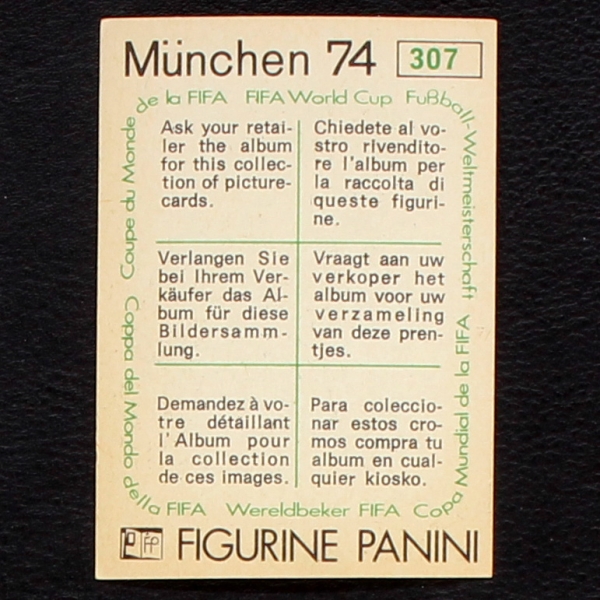 München 74 307
de la FIFA FIFA World Cup Fußball-Weltmeisterschaft
Ask your retai-
ler the album
for this collec-
tion of picture-
cards.
Chiedete al vo-
stro rivendito-
re l'album per
la raccolta di
queste figuri-
ne.
Verlangen Sie
bei Ihrem Ver-
käufer das Al-
bum für diese
Bildersamm-
lung.
Vraagt aan uw
verkoper het
album voor uw
verzameling
van deze pren-
tjes.
Demandez à vo-
tre détaillant
l'Album pour
la collection
de ces images.
Para coleccio-
nar estos cro-
mos compra tu
album en cual-
quier kiosko.
Coupe du Monde
Coppa del Mondo della FIFA Wereldbeker FIFA Copa Mundial de la FIFA
FP FIGURINE PANINI